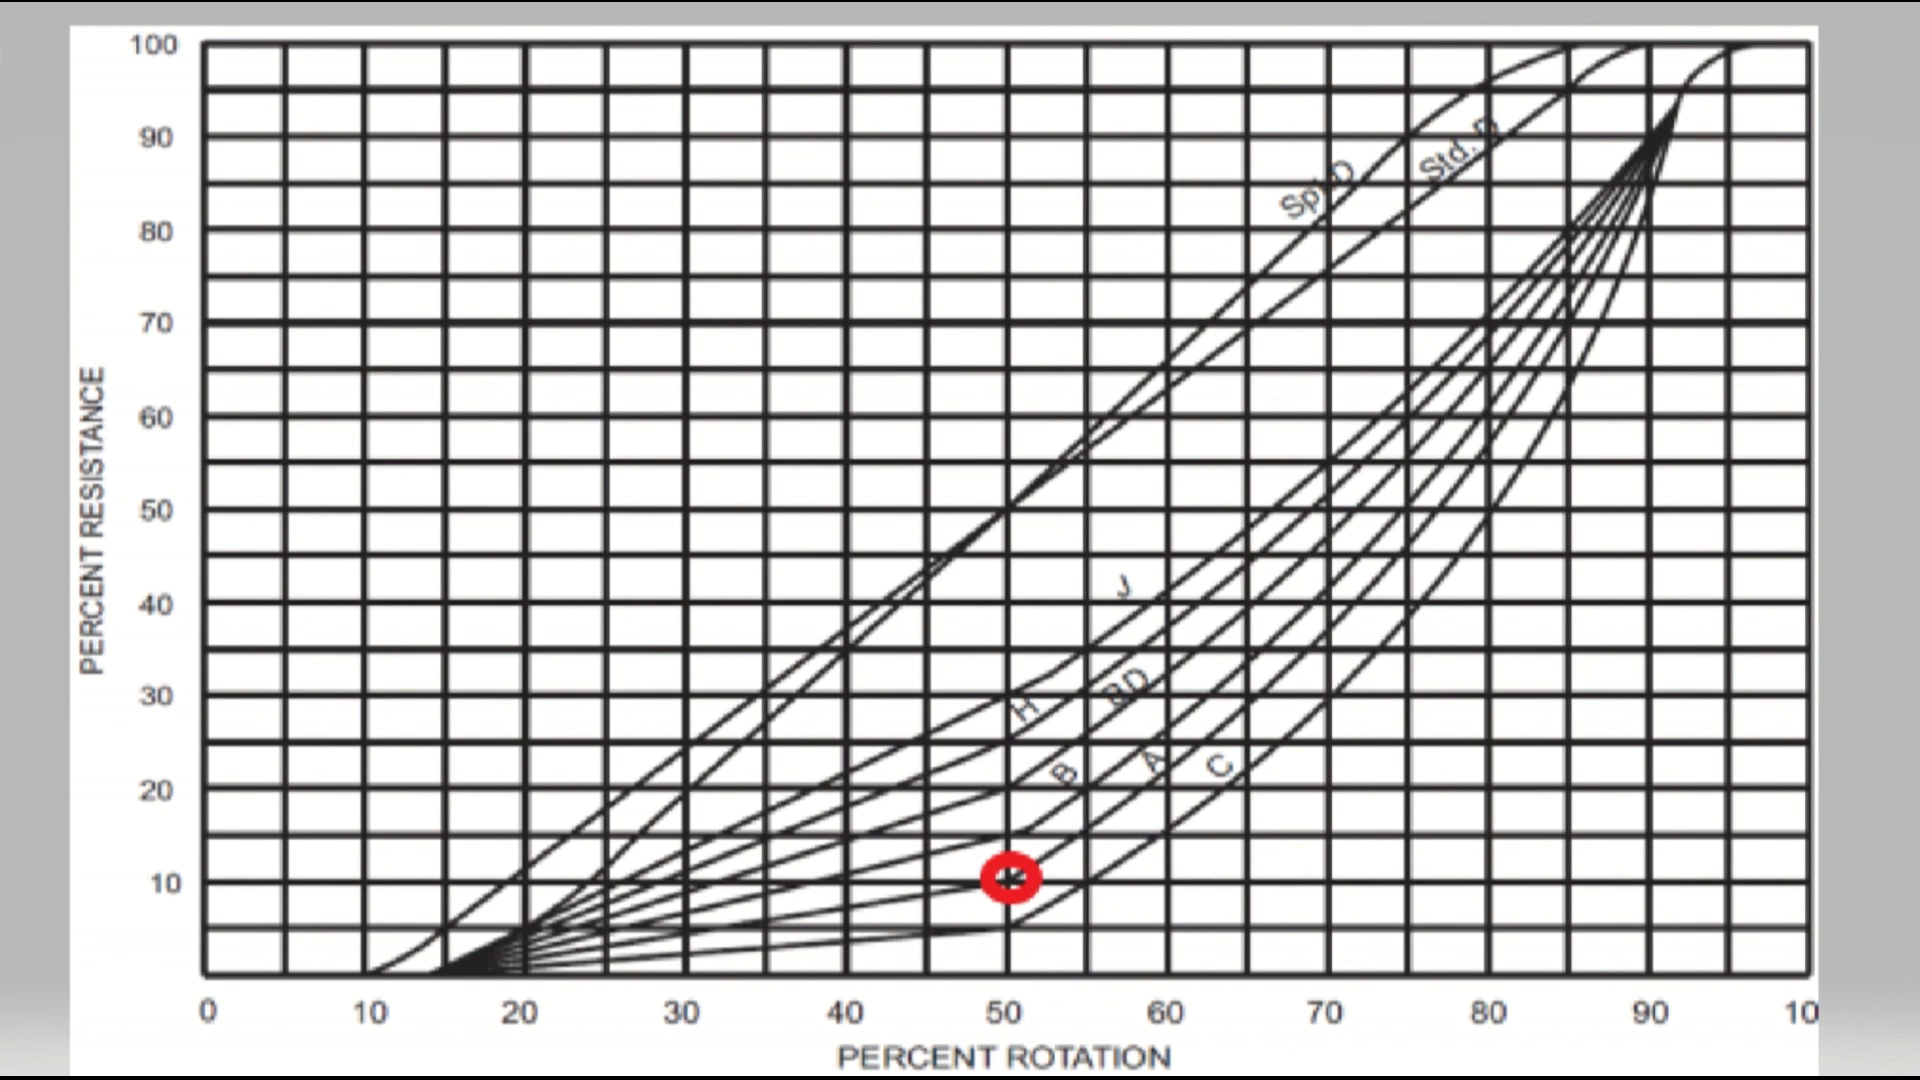 100
90
80
70
60
50
40
30
20
10
PERCENT RESISTANCE
Spl D
Std. D
J
H
BD
B
A
C
0 10 20 30 40 50 60 70 80 90 10
PERCENT ROTATION